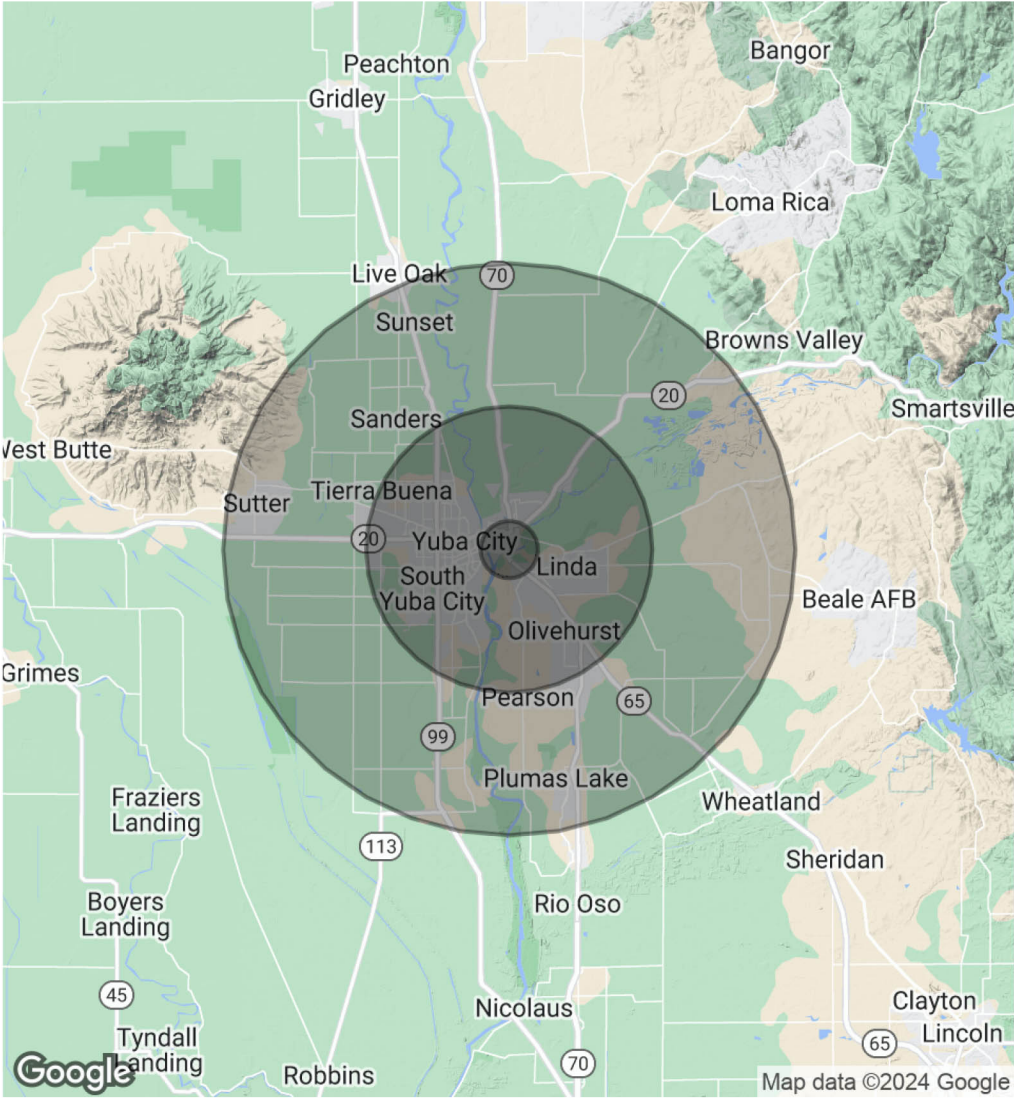 Peachton
Gridley
Bangor
Loma Rica
Live Oak
70
Sunset
Browns Valley
20
Smartsville
Sanders
West Butte
Tierra Buena
Sutter
20
Yuba City
Linda
South
Yuba City
Beale AFB
Olivehurst
Grimes
Pearson
65
99
Plumas Lake
Fraziers
Landing
Wheatland
113
Sheridan
Boyers
Landing
Rio Oso
45
Nicolaus
Clayton
Lincoln
Tyndall
Landing
65
70
Robbins
Google
Map data ©2024 Google